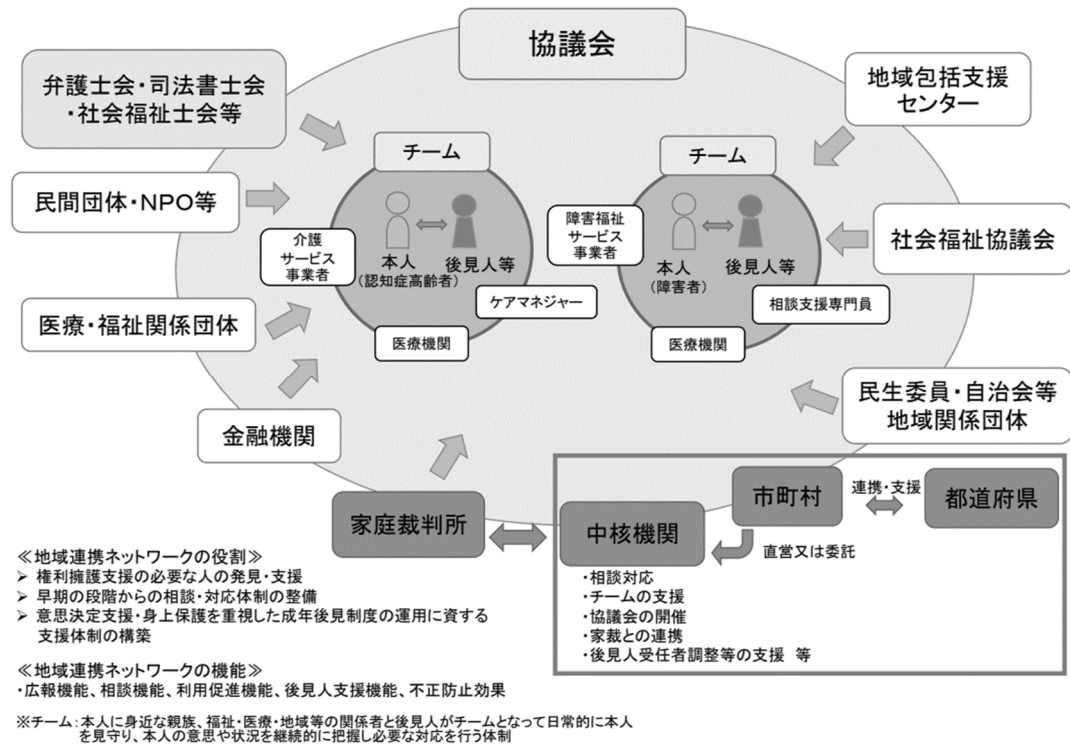 協議会
弁護士会・司法書士会
・社会福祉士会等
地域包括支援
センター
チーム
チーム
民間団体・NPO等
介護
サービス
事業者
本人
(認知症高齢者)
後見人等
障害福祉
サービス
事業者
本人
(障害者)
後見人等
社会福祉協議会
ケアマネジャー
相談支援専門員
医療・福祉関係団体
医療機関
医療機関
金融機関
民生委員・自治会等
地域関係団体
家庭裁判所
中核機関
市町村
連携・支援
都道府県
直営又は委託
・相談対応
・チームの支援
・協議会の開催
・家裁との連携
・後見人受任者調整等の支援 等
≪地域連携ネットワークの役割≫
➢ 権利擁護支援の必要な人の発見・支援
➢ 早期の段階からの相談・対応体制の整備
➢ 意思決定支援・身上保護を重視した成年後見制度の運用に資する
支援体制の構築
≪地域連携ネットワークの機能≫
・広報機能、相談機能、利用促進機能、後見人支援機能、不正防止効果
※チーム:本人に身近な親族、福祉・医療・地域等の関係者と後見人がチームとなって日常的に本人
を見守り、本人の意思や状況を継続的に把握し必要な対応を行う体制